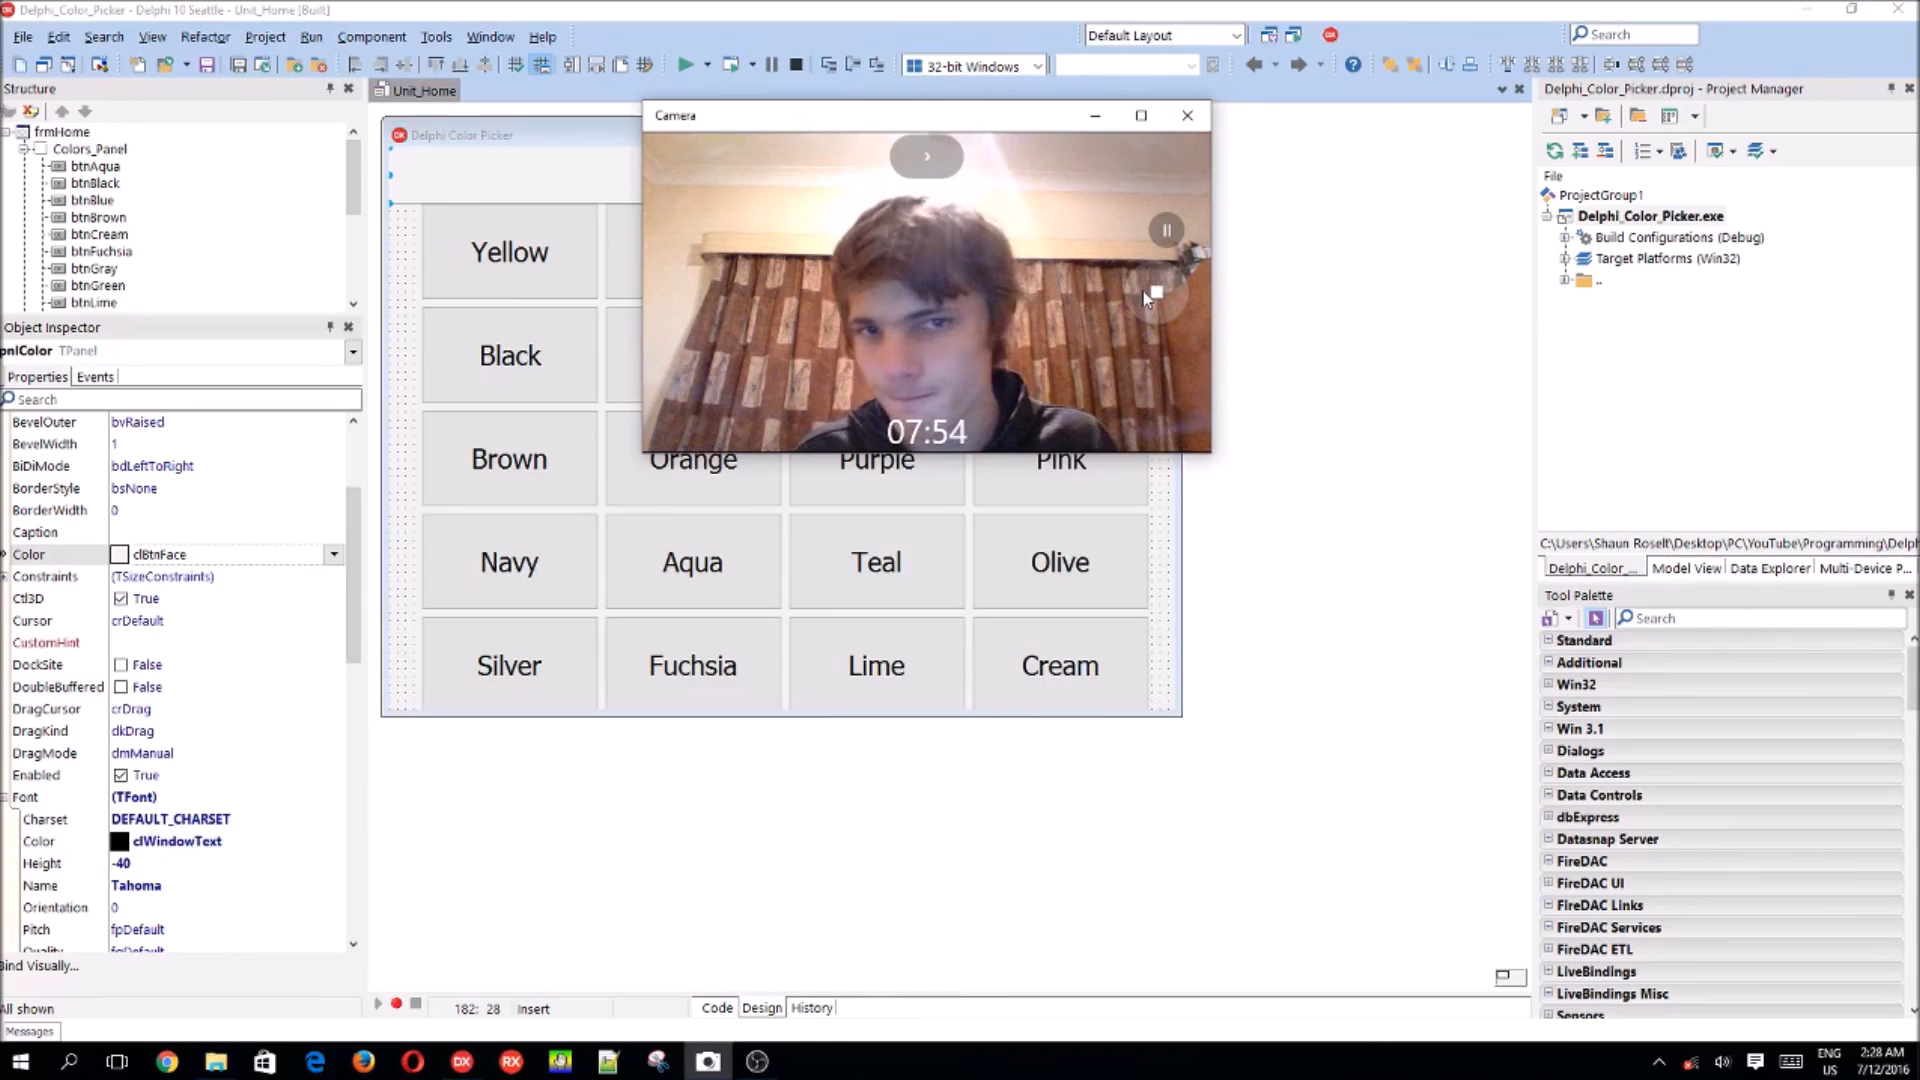 Delphi_Color_Picker - Delphi 10 Seattle - Unit_Home [Built]
File Edit Search View Refactor Project Run Component Tools Window Help
Default Layout
Search
32-bit Windows
Structure
frmHome
Colors_Panel
btnAqua
btnBlack
btnBlue
btnBrown
btnCream
btnFuchsia
btnGray
btnGreen
btnLime
Object Inspector
pnlColor TPanel
Properties Events
Search
BevelOuter bvRaised
BevelWidth 1
BiDiMode bdLeftToRight
BorderStyle bsNone
BorderWidth 0
Caption
Color clBtnFace
Constraints (TSizeConstraints)
Ctl3D True
Cursor crDefault
CustomHint
DockSite False
DoubleBuffered False
DragCursor crDrag
DragKind dkDrag
DragMode dmManual
Enabled True
Font (TFont)
Charset DEFAULT_CHARSET
Color clWindowText
Height -40
Name Tahoma
Orientation 0
Pitch fpDefault
Bind Visually...
All shown
Messages
Unit_Home
Delphi Color Picker
Camera
07:54
Yellow
Black
Brown Orange Purple Pink
Navy Aqua Teal Olive
Silver Fuchsia Lime Cream
182: 28 Insert
Code Design History
Delphi_Color_Picker.dproj - Project Manager
File
ProjectGroup1
Delphi_Color_Picker.exe
Build Configurations (Debug)
Target Platforms (Win32)
..
C:\Users\Shaun Roselt\Desktop\PC\YouTube\Programming\Delph
Delphi_Color_... Model View Data Explorer Multi-Device P...
Tool Palette
Search
Standard
Additional
Win32
System
Win 3.1
Dialogs
Data Access
Data Controls
dbExpress
Datasnap Server
FireDAC
FireDAC UI
FireDAC Links
FireDAC Services
FireDAC ETL
LiveBindings
LiveBindings Misc
Sensors
DX RX
ENG
US
2:28 AM
7/12/2016